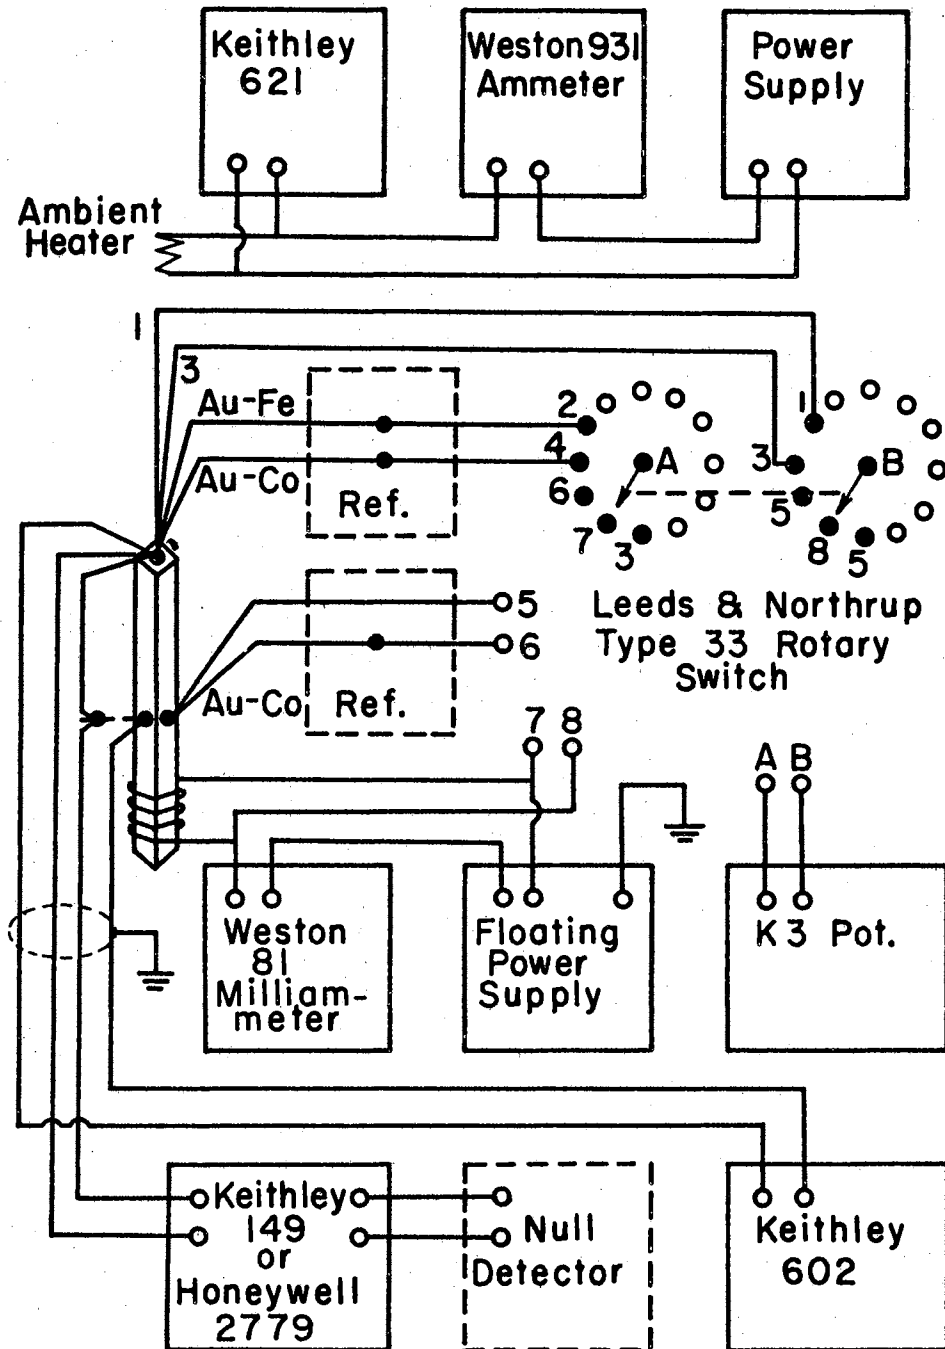 Keithley
621
Weston 931
Ammeter
Power
Supply
Ambient
Heater
1
3
Au-Fe
Au-Co
Ref.
2
4
6
7
3
A
1
3
5
8
5
B
Leeds & Northrup
Type 33 Rotary
Switch
5
6
Au-Co
Ref.
7 8
A B
Weston
81
Milliam-
meter
Floating
Power
Supply
K3 Pot.
Keithley
149
or
Honeywell
2779
Null
Detector
Keithley
602